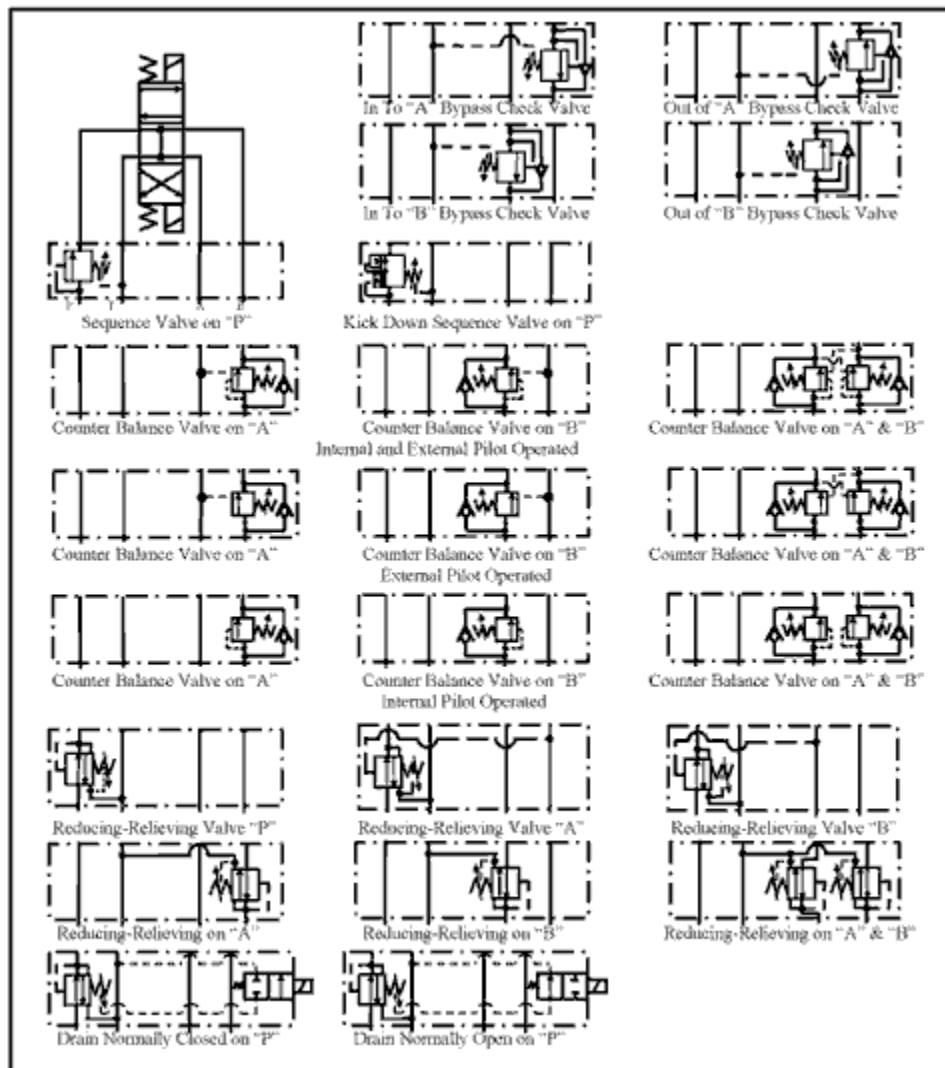 In To "A" Bypass Check Valve
Out of "A" Bypass Check Valve
In To "B" Bypass Check Valve
Out of "B" Bypass Check Valve
P T A B
Sequence Valve on "P"
Kick Down Sequence Valve on "P"
Counter Balance Valve on "A"
Counter Balance Valve on "B"
Counter Balance Valve on "A" & "B"
Internal and External Pilot Operated
Counter Balance Valve on "A"
Counter Balance Valve on "B"
Counter Balance Valve on "A" & "B"
External Pilot Operated
Counter Balance Valve on "A"
Counter Balance Valve on "B"
Counter Balance Valve on "A" & "B"
Internal Pilot Operated
Reducing-Relieving Valve "P"
Reducing-Relieving Valve "A"
Reducing-Relieving Valve "B"
Reducing-Relieving on "A"
Reducing-Relieving on "B"
Reducing-Relieving on "A" & "B"
Drain Normally Closed on "P"
Drain Normally Open on "P"